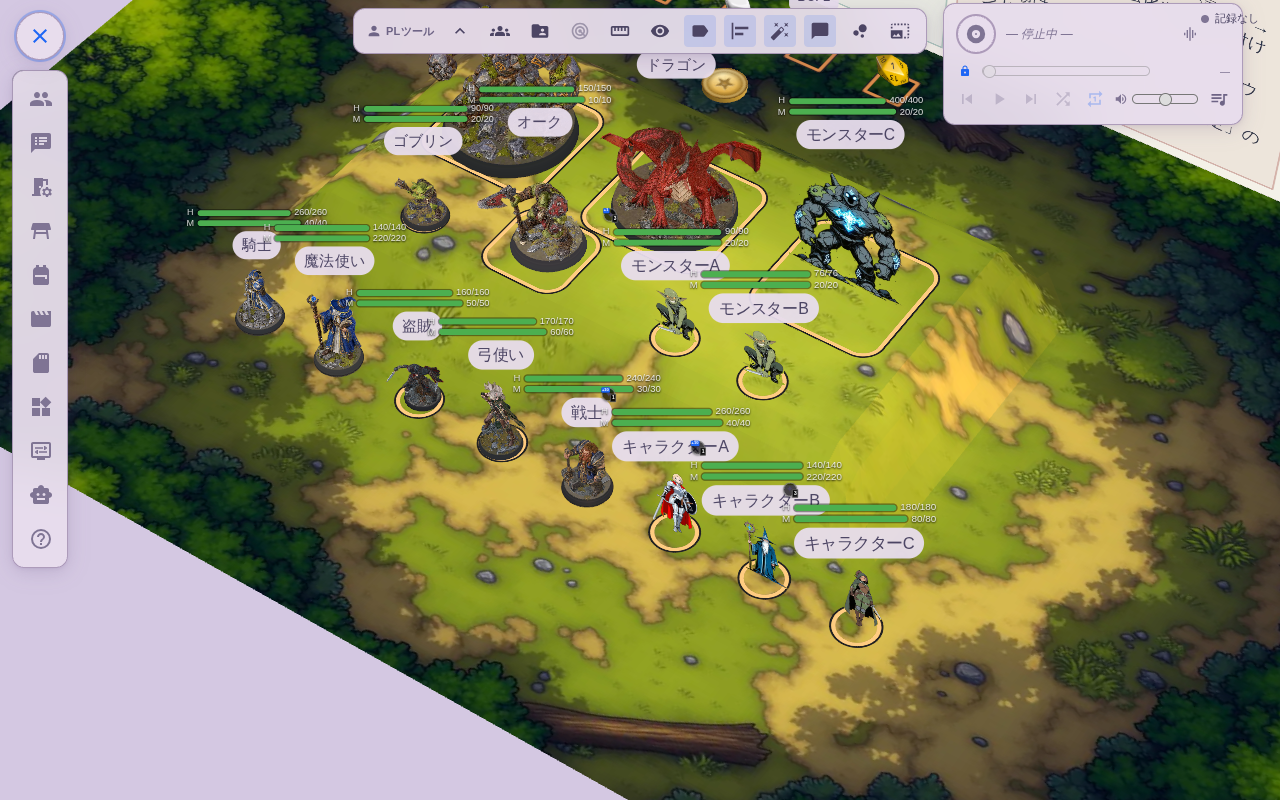 PLツール
記録なし
— 停止中 —
—
ドラゴン
H 150/150
M 10/10
オーク
H 90/90
M 20/20
ゴブリン
H 400/400
M 20/20
モンスターC
H 260/260
M 40/40
騎士
H 140/140
220/220
魔法使い
90/90
20/20
モンスターA
H 70/70
M 20/20
モンスターB
H 160/160
M 50/50
盗賊
170/170
60/60
弓使い
H 240/240
M 30/30
戦士
260/260
40/40
キャラクターA
H 140/140
M 220/220
キャラクターB
180/180
M 80/80
キャラクターC